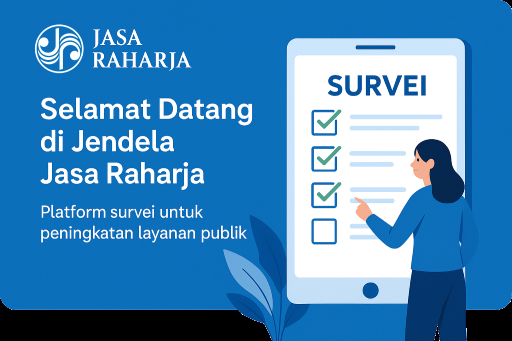 JASA
RAHARJA
Selamat Datang
di Jendela
Jasa Raharja
Platform survei untuk
peningkatan layanan publik
SURVEI